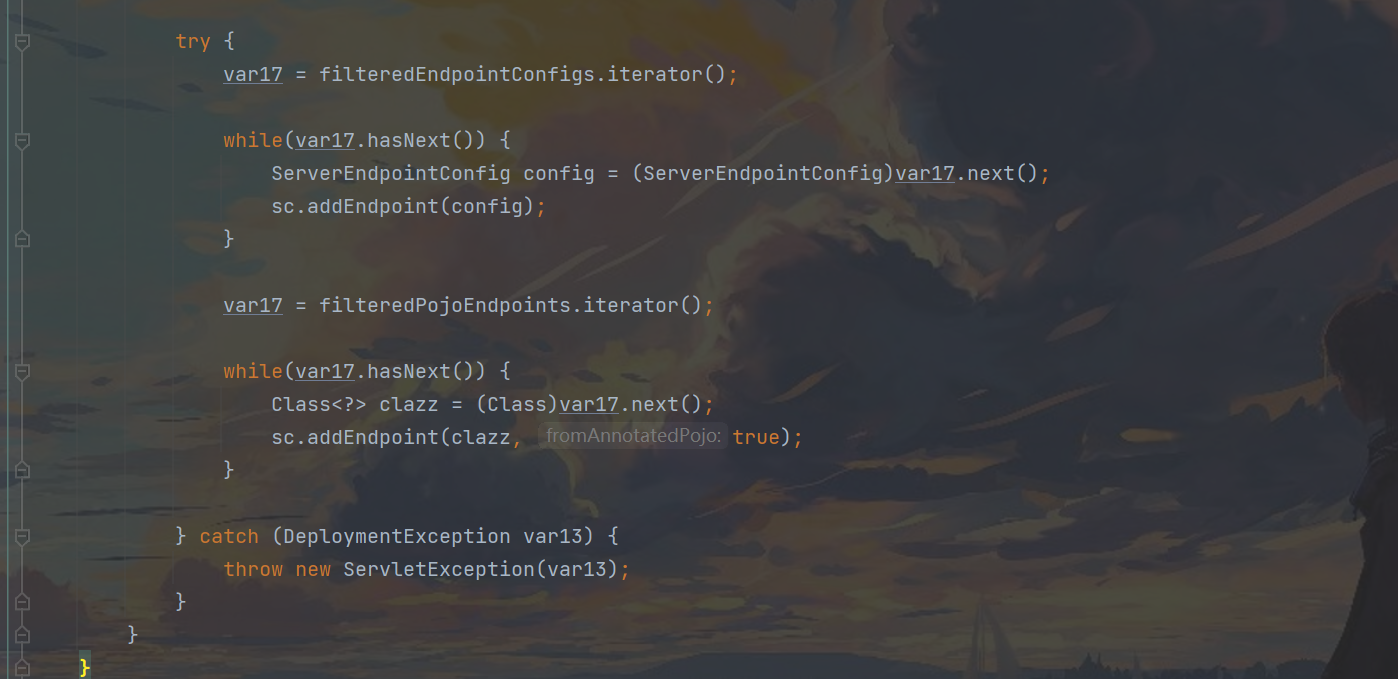 try {
var17 = filteredEndpointConfigs.iterator();
while(var17.hasNext()) {
ServerEndpointConfig config = (ServerEndpointConfig)var17.next();
sc.addEndpoint(config);
}
var17 = filteredPojoEndpoints.iterator();
while(var17.hasNext()) {
Class<?> clazz = (Class)var17.next();
sc.addEndpoint(clazz, fromAnnotatedPojo: true);
}
} catch (DeploymentException var13) {
throw new ServletException(var13);
}
}
}